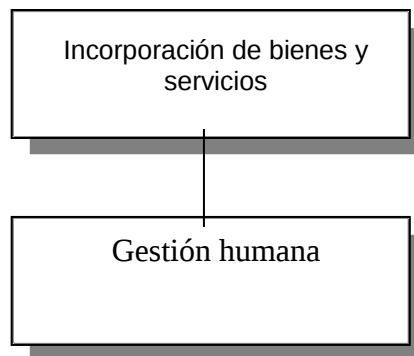 Incorporación de bienes y
servicios
Gestión humana